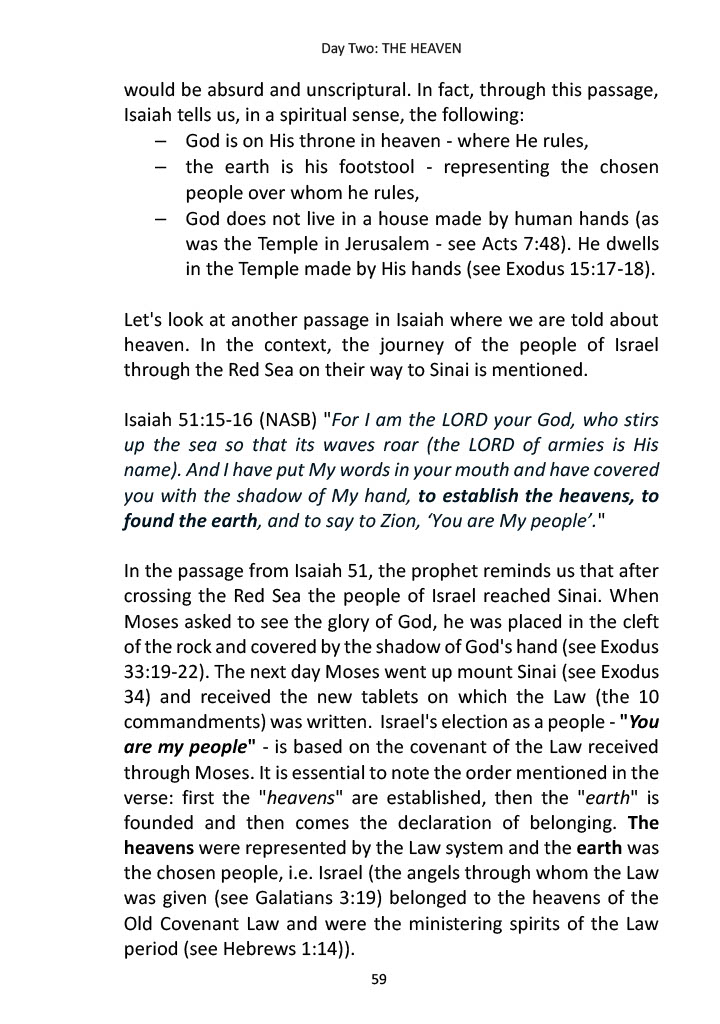 Day Two: THE HEAVEN
would be absurd and unscriptural. In fact, through this passage,
Isaiah tells us, in a spiritual sense, the following:
– God is on His throne in heaven - where He rules,
– the earth is his footstool - representing the chosen
people over whom he rules,
– God does not live in a house made by human hands (as
was the Temple in Jerusalem - see Acts 7:48). He dwells
in the Temple made by His hands (see Exodus 15:17-18).
Let's look at another passage in Isaiah where we are told about
heaven. In the context, the journey of the people of Israel
through the Red Sea on their way to Sinai is mentioned.
Isaiah 51:15-16 (NASB) "For I am the LORD your God, who stirs
up the sea so that its waves roar (the LORD of armies is His
name). And I have put My words in your mouth and have covered
you with the shadow of My hand, to establish the heavens, to
found the earth, and to say to Zion, ‘You are My people’."
In the passage from Isaiah 51, the prophet reminds us that after
crossing the Red Sea the people of Israel reached Sinai. When
Moses asked to see the glory of God, he was placed in the cleft
of the rock and covered by the shadow of God's hand (see Exodus
33:19-22). The next day Moses went up mount Sinai (see Exodus
34) and received the new tablets on which the Law (the 10
commandments) was written. Israel's election as a people - "You
are my people" - is based on the covenant of the Law received
through Moses. It is essential to note the order mentioned in the
verse: first the "heavens" are established, then the "earth" is
founded and then comes the declaration of belonging. The
heavens were represented by the Law system and the earth was
the chosen people, i.e. Israel (the angels through whom the Law
was given (see Galatians 3:19) belonged to the heavens of the
Old Covenant Law and were the ministering spirits of the Law
period (see Hebrews 1:14)).
59